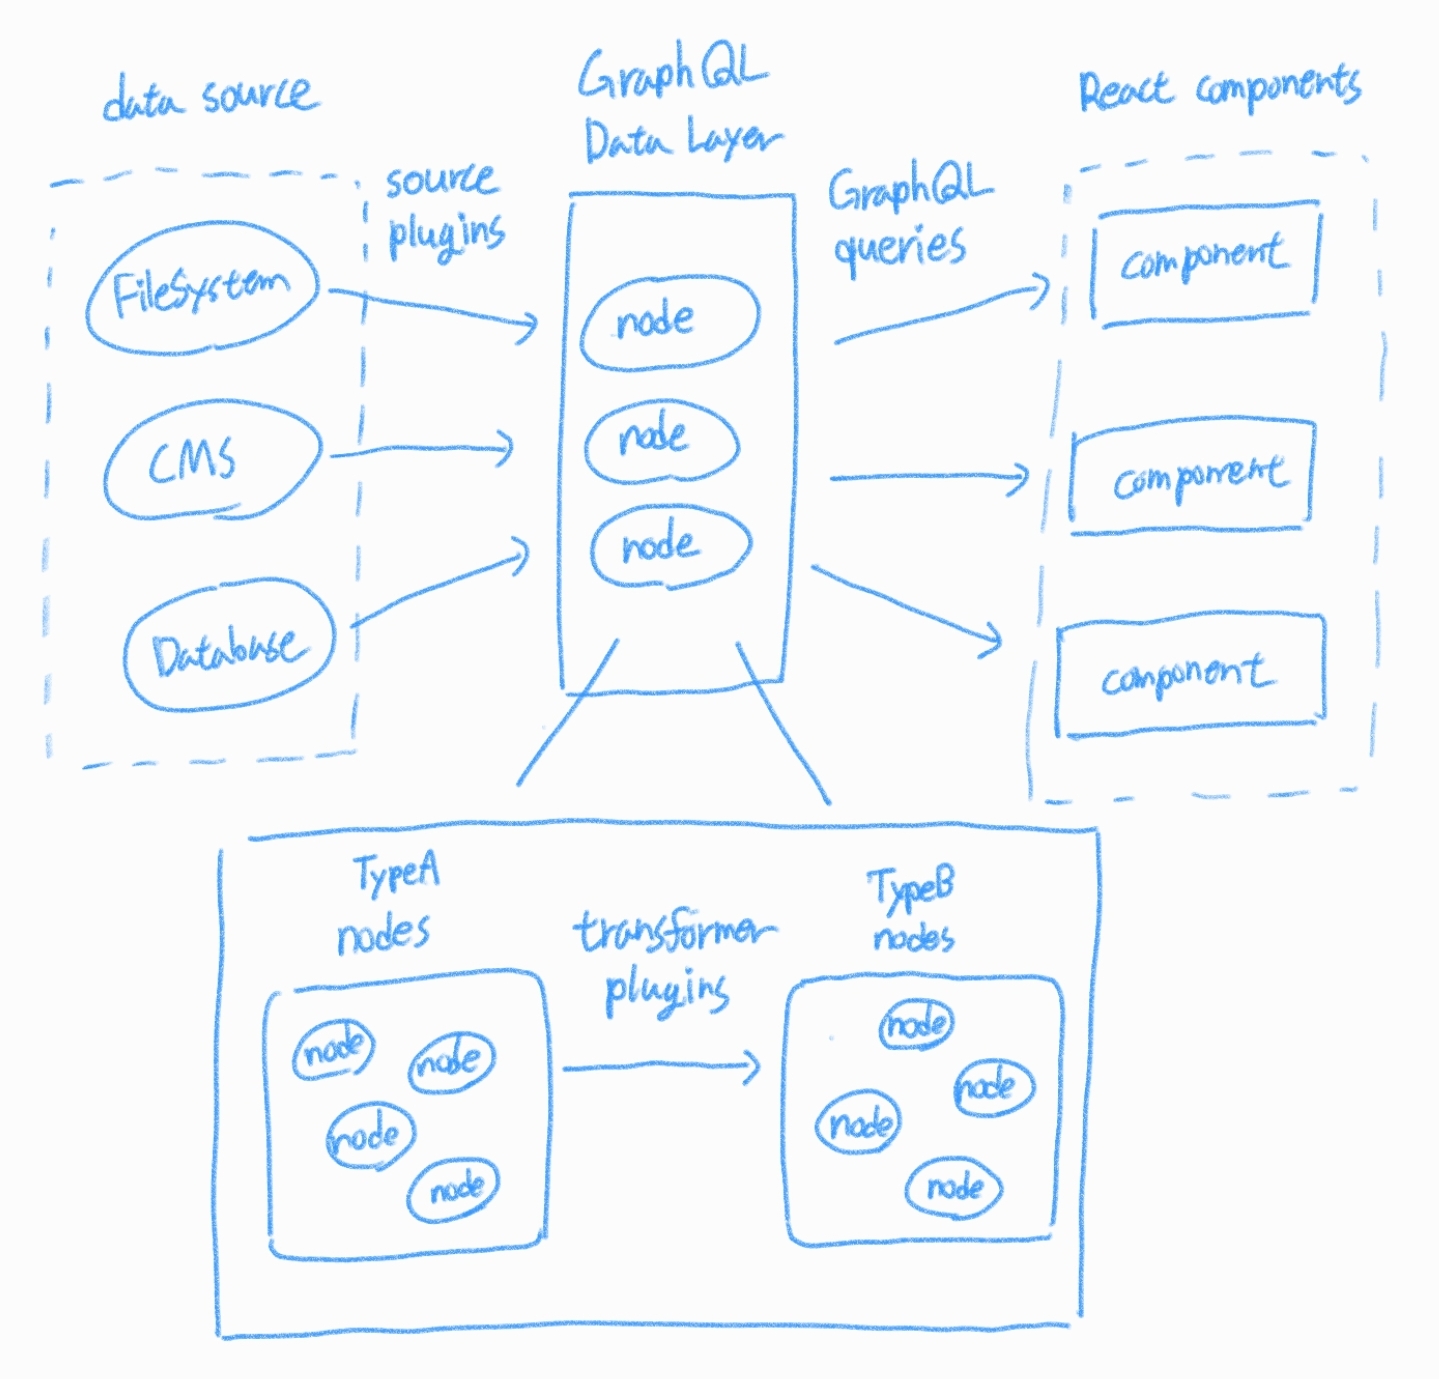 data source
GraphQL
Data Layer
React components
source
plugins
GraphQL
queries
FileSystem
CMS
Database
node
node
node
component
component
component
TypeA
nodes
transformer
plugins
TypeB
nodes
node
node
node
node
node
node
node
node